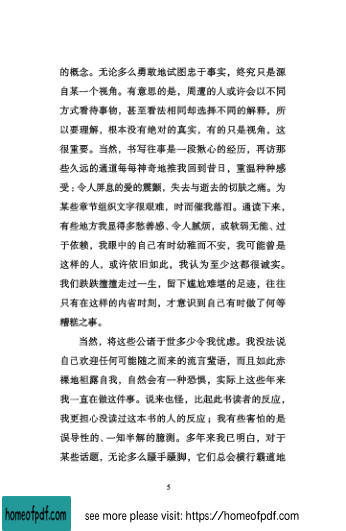 的概念。无论多么勇敢地试图忠于事实，终究只是源
自某一个视角。有意思的是，周遭的人或许会以不同
方式看待事物，甚至看法相同却选择不同的解释，所
以要理解，根本没有绝对的真实，有的只是视角，这
很重要。当然，书写往事是一段揪心的经历，再访那
些久远的通道每每神奇地推我回到昔日，重温种种感
受：令人屏息的爱的震颤，失去与逝去的切肤之痛。为
某些章节组织文字很艰难，时而催我落泪。通读下来，
有些地方我显得多愁善感、令人腻烦，或软弱无能、过
于依赖，我眼中的自己有时幼稚而不安，我可能曾是
这样的人，或许依旧如此，我认为至少这都很诚实。
我们跌跌撞撞走过一生，留下尴尬难堪的足迹，往往
只有在这样的内省时刻，才意识到自己有时做了何等
糟糕之事。
当然，将这些公诸于世多少令我忧虑。我没法说
自己欢迎任何可能随之而来的流言蜚语，而且如此赤
裸地袒露自我，自然会有一种恐惧，实际上这些年来
我一直在做这件事。说来也怪，比起此书读者的反应，
我更担心没读过这本书的人的反应；我有些害怕的是
误导性的、一知半解的臆测。多年来我已明白，对于
某些话题，无论多么蹑手蹑脚，它们总会横行霸道地
5
homeofpdf.com
see more please visit: https://homeofpdf.com